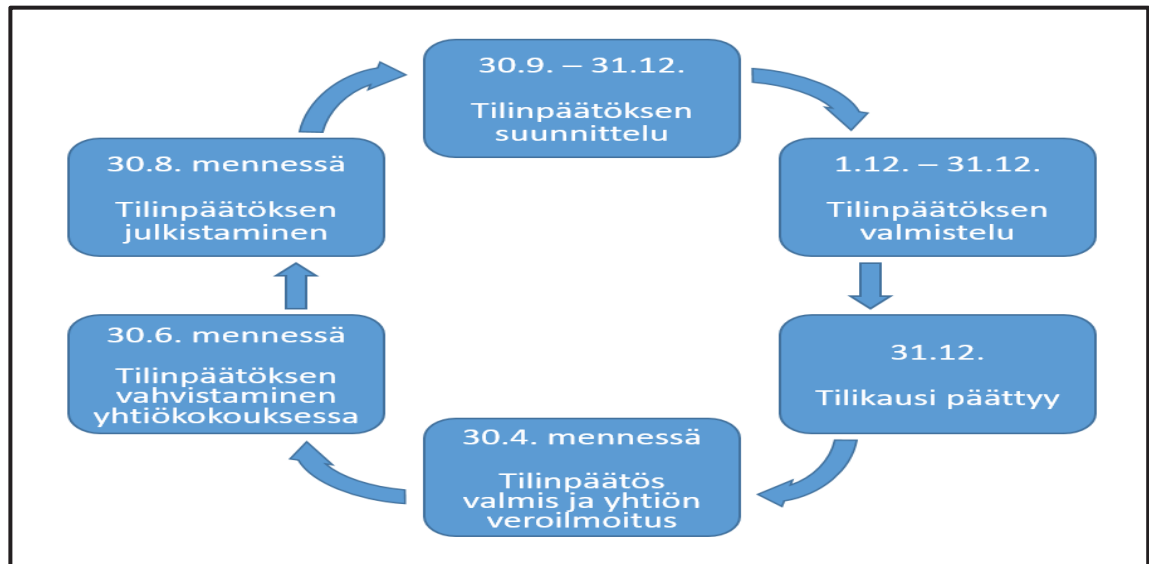 30.9. – 31.12.
Tilinpäätöksen
suunnittelu
1.12. – 31.12.
Tilinpäätöksen
valmistelu
31.12.
Tilikausi päättyy
30.4. mennessä
Tilinpäätös
valmis ja yhtiön
veroilmoitus
30.6. mennessä
Tilinpäätöksen
vahvistaminen
yhtiökokouksessa
30.8. mennessä
Tilinpäätöksen
julkistaminen